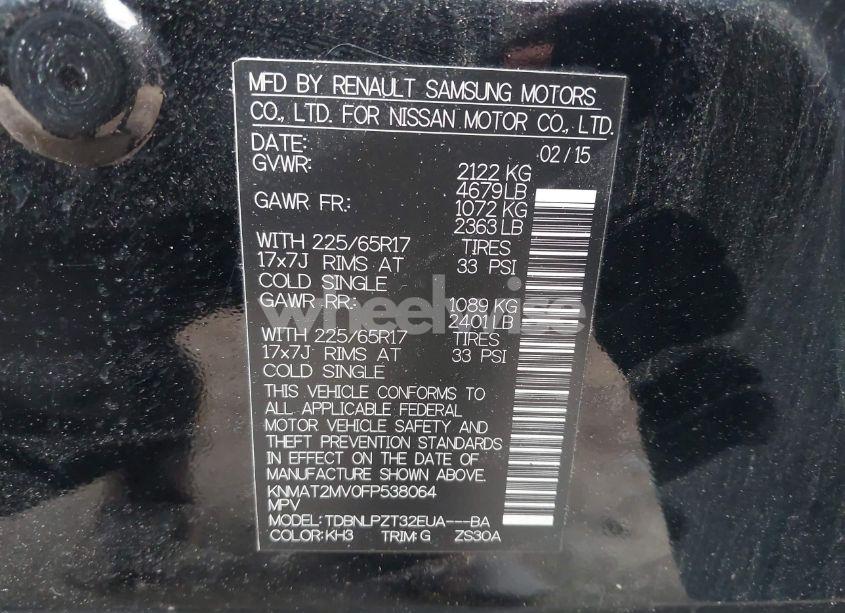 MFD BY RENAULT SAMSUNG MOTORS
CO., LTD. FOR NISSAN MOTOR CO., LTD.
DATE: 02/15
GVWR: 2122 KG
4679 LB
GAWR FR.: 1072 KG
2363 LB
WITH 225/65R17 TIRES
17x7J RIMS AT 33 PSI
COLD SINGLE
GAWR RR.: 1089 KG
2401 LB
wheelwise
WITH 225/65R17 TIRES
17x7J RIMS AT 33 PSI
COLD SINGLE
THIS VEHICLE CONFORMS TO
ALL APPLICABLE FEDERAL
MOTOR VEHICLE SAFETY AND
THEFT PREVENTION STANDARDS
IN EFFECT ON THE DATE OF
MANUFACTURE SHOWN ABOVE.
KNMAT2MV0FP538064
MPV
MODEL: TDBNLPZT32EUA---BA
COLOR: KH3 TRIM: G ZS30A